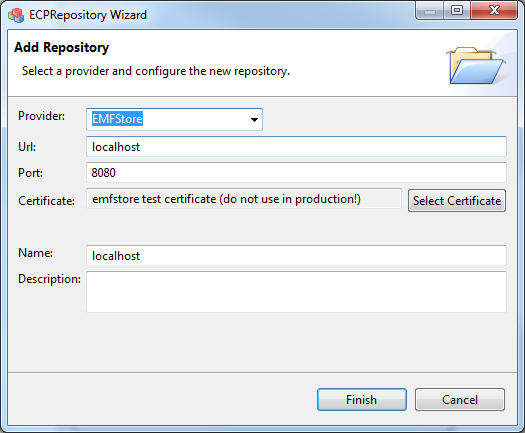 ECPRepository Wizard
Add Repository
Select a provider and configure the new repository.
Provider: EMFStore
Url: localhost
Port: 8080
Certificate: emfstore test certificate (do not use in production!) Select Certificate
Name: localhost
Description:
Finish Cancel